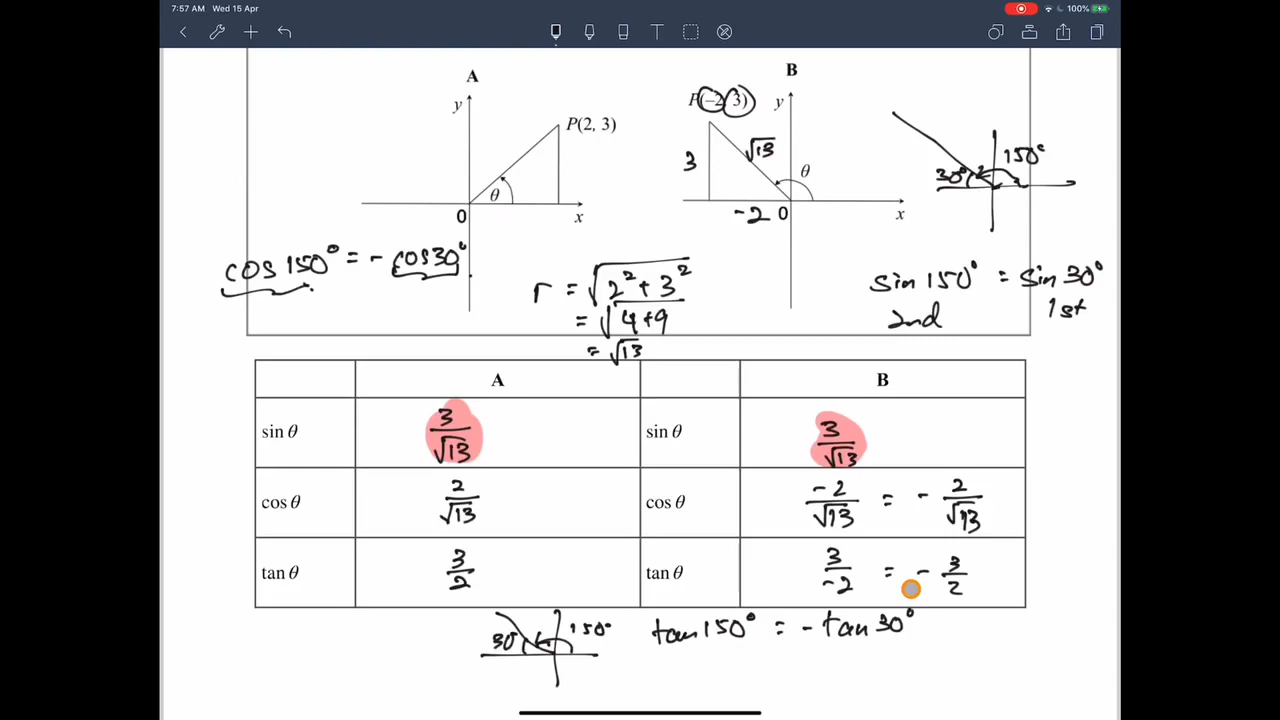 7:57 AM Wed 15 Apr
100%
A
B
y
P(2, 3)
θ
0
x
P(–2, 3)
y
3
√13
θ
-2
0
x
30°
150°
cos 150° = - cos 30°
r = √2² + 3²
= √4+9
= √13
sin 150° = sin 30°
2nd
1st
A
B
sin θ
3/√13
sin θ
3/√13
cos θ
2/√13
cos θ
-2/√13 = - 2/√13
tan θ
3/2
tan θ
3/-2 = - 3/2
30°
150°
tan 150° = - tan 30°